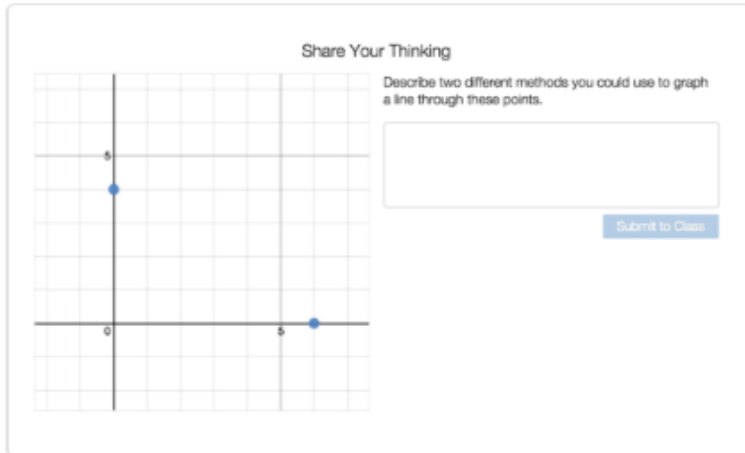 Share Your Thinking
Describe two different methods you could use to graph
a line through these points.
5
0
5
Submit to Class